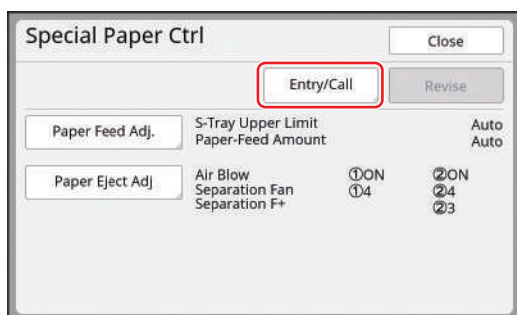 Special Paper Ctrl
Close
Entry/Call
Revise
Paper Feed Adj.
S-Tray Upper Limit Auto
Paper-Feed Amount Auto
Paper Eject Adj
Air Blow ①ON ②ON
Separation Fan ①4 ②4
Separation F+ ②3